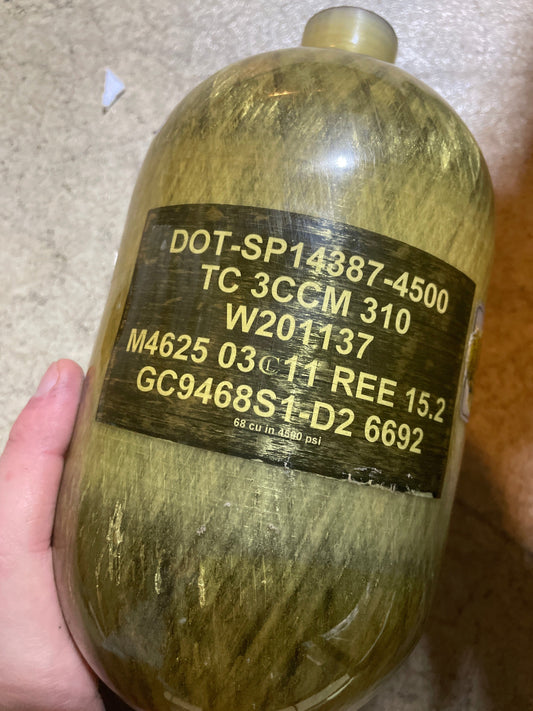 DOT-SP14387-4500
TC 3CCM 310
W201137
M4625 03 11 REE 15.2
GC9468S1-D2 6692
68 cu in 4500 psi